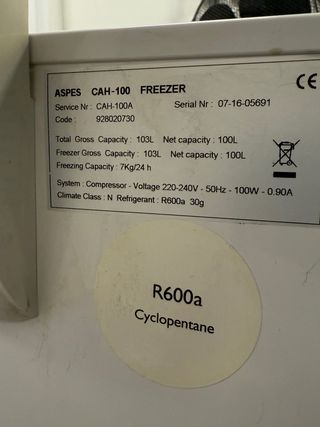 ASPES CAH-100 FREEZER
Service Nr : CAH-100A Serial Nr : 07-16-05691
Code : 928020730
Total Gross Capacity : 103L Net capacity : 100L
Freezer Gross Capacity : 103L Net capacity : 100L
Freezing Capacity : 7Kg/24 h
System : Compressor - Voltage 220-240V - 50Hz - 100W - 0.90A
Climate Class : N Refrigerant : R600a 30g
CE
R600a
Cyclopentane